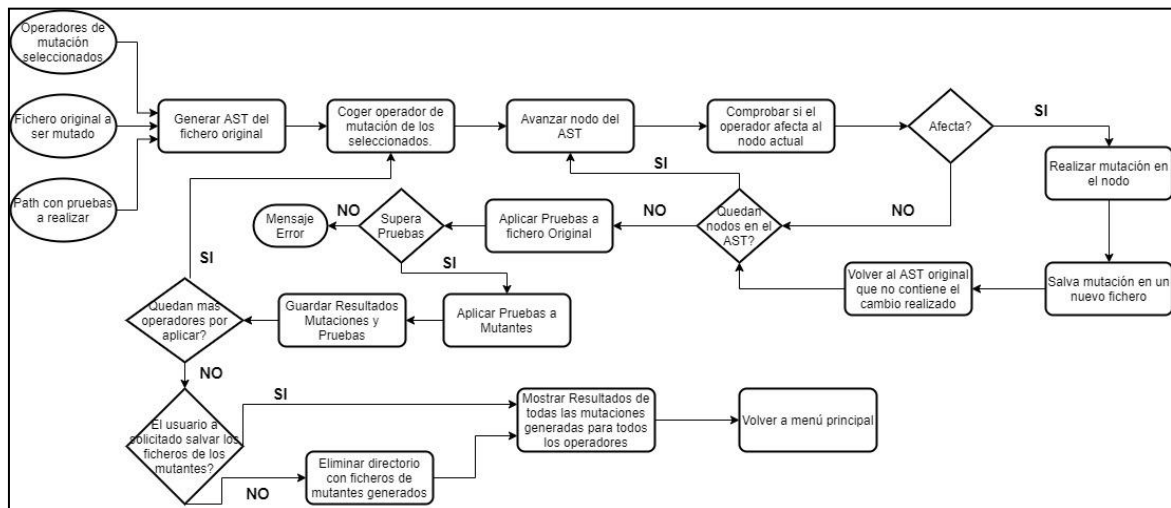 Operadores de
mutación
seleccionados
Fichero original a
ser mutado
Path con pruebas
a realizar
Generar AST del
fichero original
Coger operador de
mutación de los
seleccionados.
Avanzar nodo del
AST
Comprobar si el
operador afecta al
nodo actual
Afecta?
SI
Realizar mutación en
el nodo
NO
Salva mutación en un
nuevo fichero
Volver al AST original
que no contiene el
cambio realizado
Quedan
nodos en el
AST?
SI
NO
Aplicar Pruebas a
fichero Original
Supera
Pruebas
NO
Mensaje
Error
SI
Aplicar Pruebas a
Mutantes
Guardar Resultados
Mutaciones y
Pruebas
Quedan mas
operadores por
aplicar?
SI
NO
El usuario a
solicitado salvar los
ficheros de los
mutantes?
SI
NO
Eliminar directorio
con ficheros de
mutantes generados
Mostrar Resultados de
todas las mutaciones
generadas para todos
los operadores
Volver a menú principal